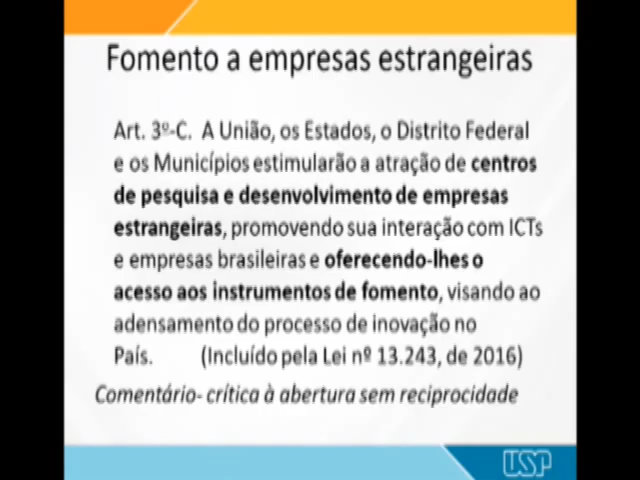 Fomento a empresas estrangeiras
Art. 3º-C. A União, os Estados, o Distrito Federal
e os Municípios estimularão a atração de centros
de pesquisa e desenvolvimento de empresas
estrangeiras, promovendo sua interação com ICTs
e empresas brasileiras e oferecendo-lhes o
acesso aos instrumentos de fomento, visando ao
adensamento do processo de inovação no
País. (Incluído pela Lei nº 13.243, de 2016)
Comentário- crítica à abertura sem reciprocidade
USP